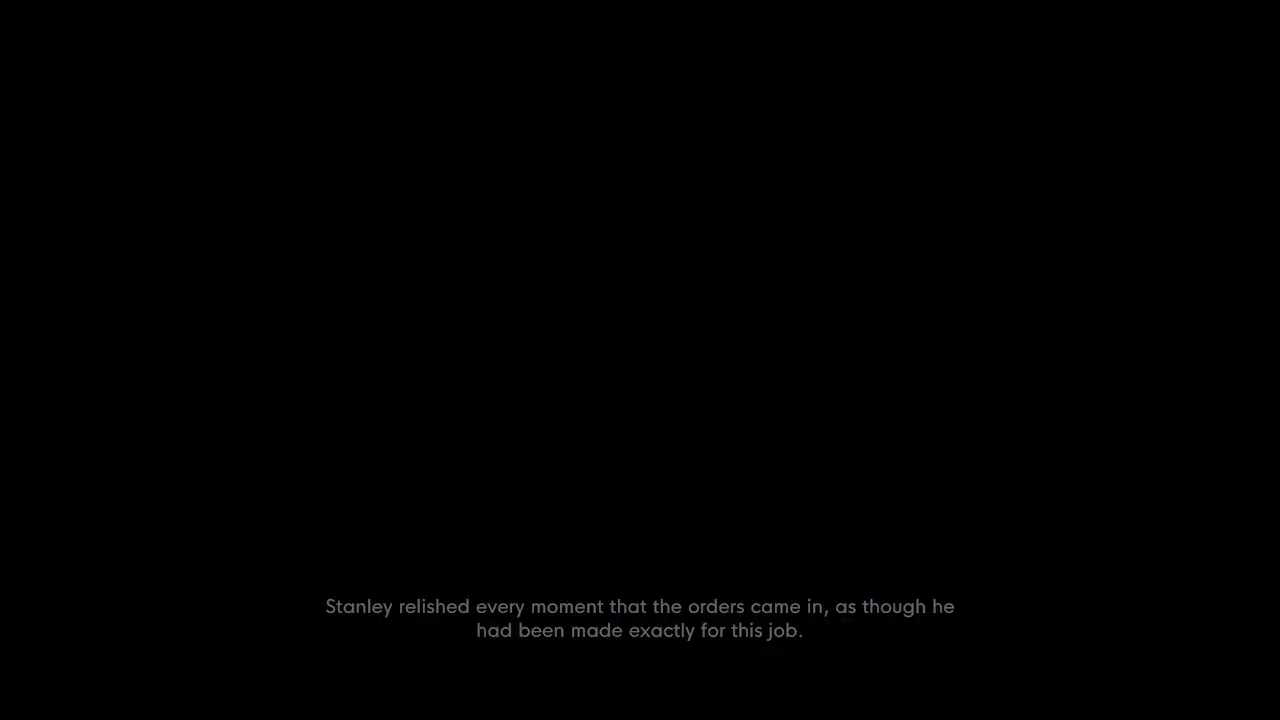 Stanley relished every moment that the orders came in, as though he
had been made exactly for this job.